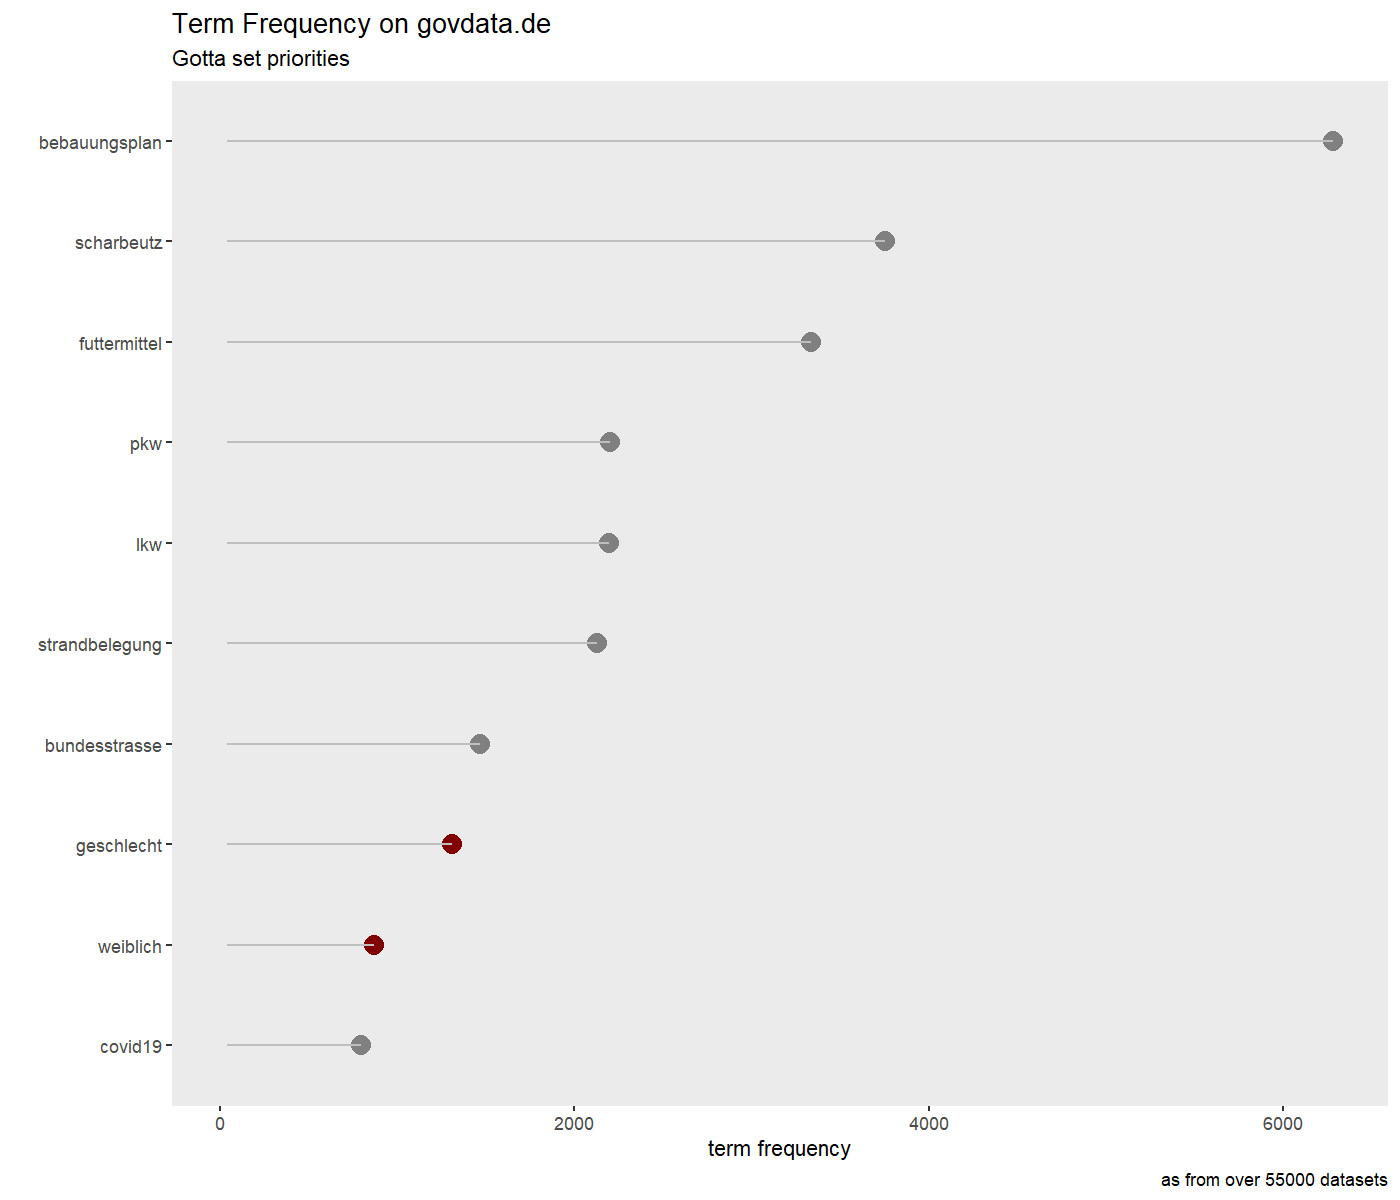 Term Frequency on govdata.de
Gotta set priorities
bebauungsplan
scharbeutz
futtermittel
pkw
lkw
strandbelegung
bundesstrasse
geschlecht
weiblich
covid19
0 2000 4000 6000
term frequency
as from over 55000 datasets